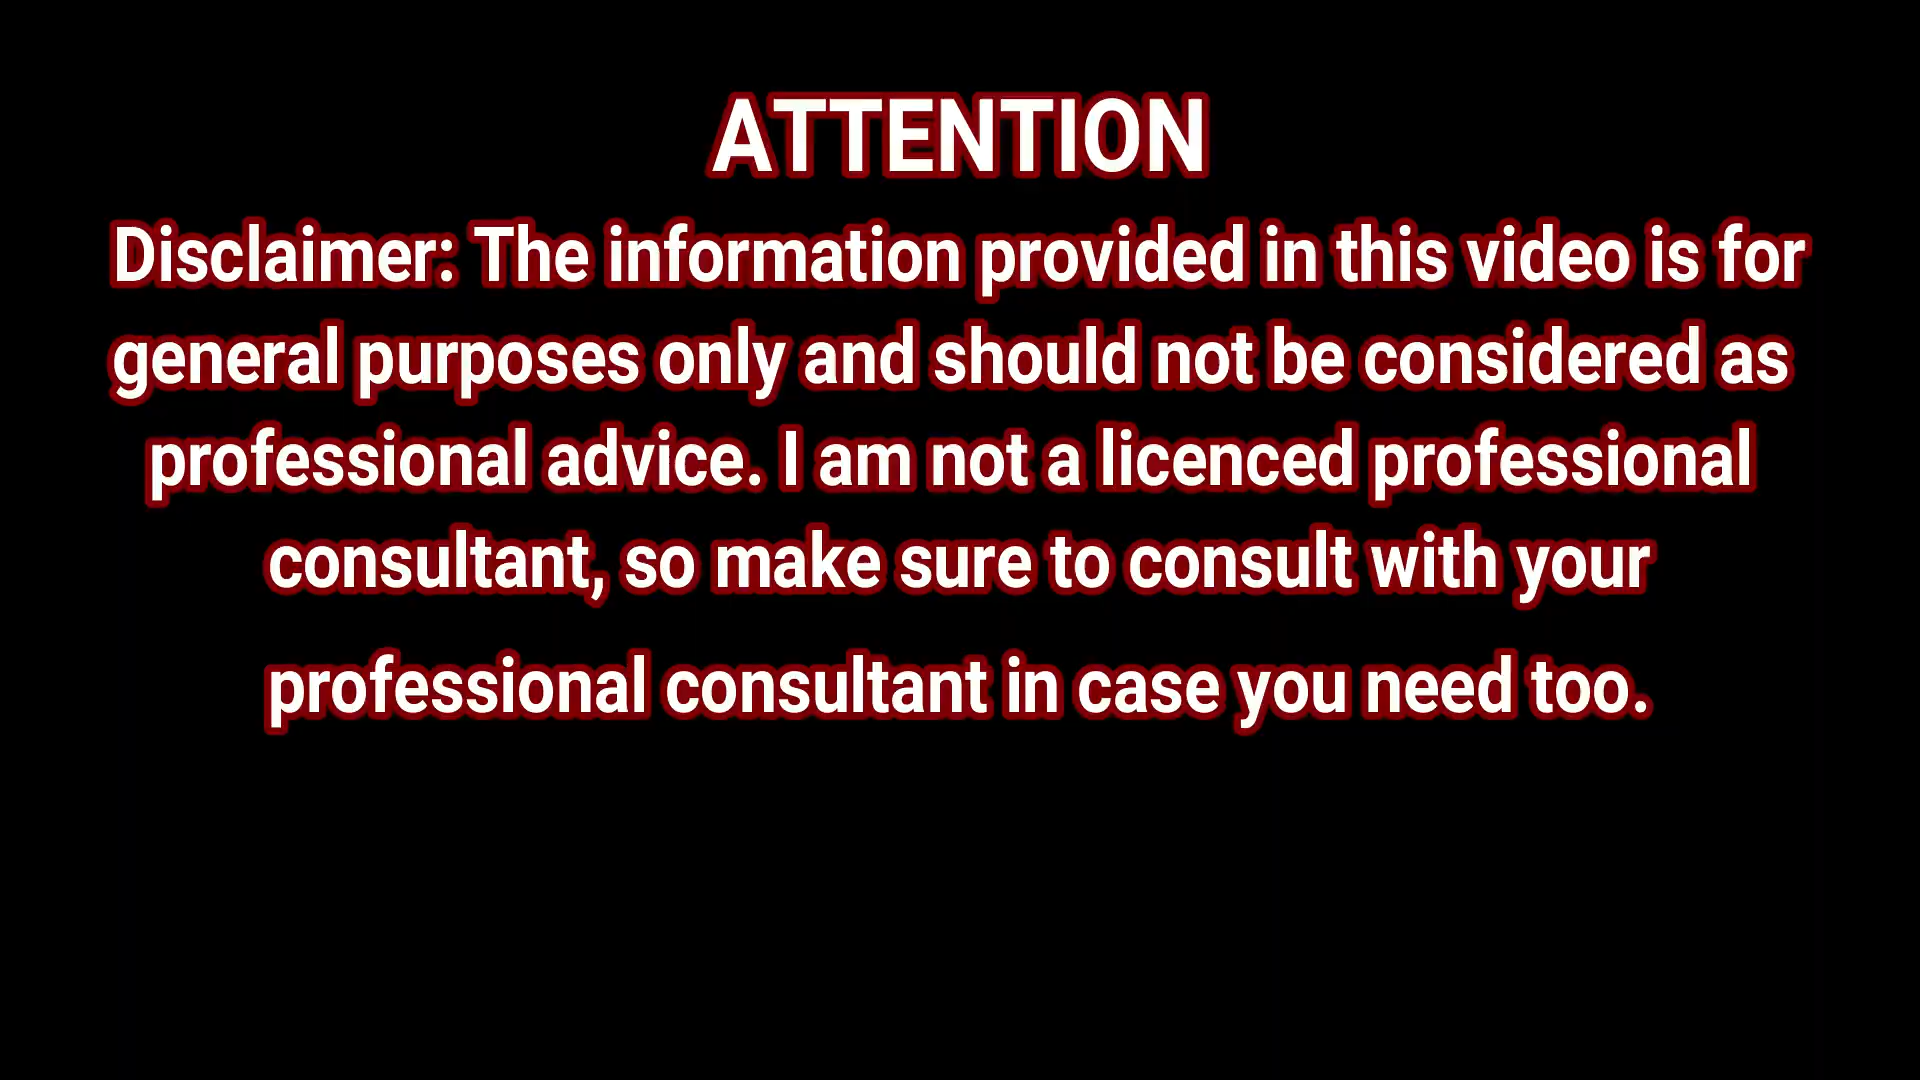 ATTENTION
Disclaimer: The information provided in this video is for
general purposes only and should not be considered as
professional advice. I am not a licenced professional
consultant, so make sure to consult with your
professional consultant in case you need too.